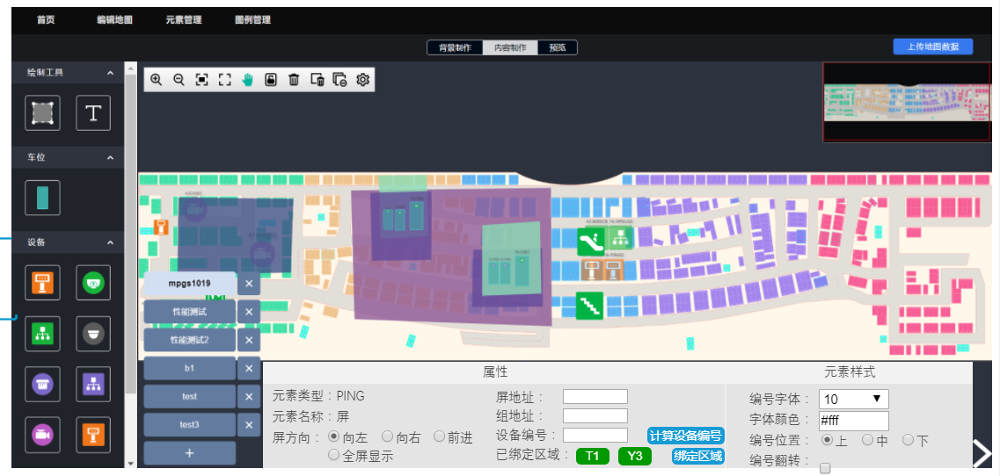 首页 编辑地图 元素管理 图例管理
背景制作 内容制作 预览 上传地图数据
绘制工具
T
车位
设备
mpgs1019 ×
性能测试 ×
性能测试2 ×
b1 ×
test ×
test3 ×
+
属性 元素样式
元素类型：PING 屏地址： 编号字体： 10 ▼
元素名称：屏 组地址： 字体颜色： #fff
屏方向： 向左 向右 前进 设备编号： 计算设备编号 编号位置： 上 中 下
全屏显示 已绑定区域： T1 Y3 绑定区域 编号翻转：